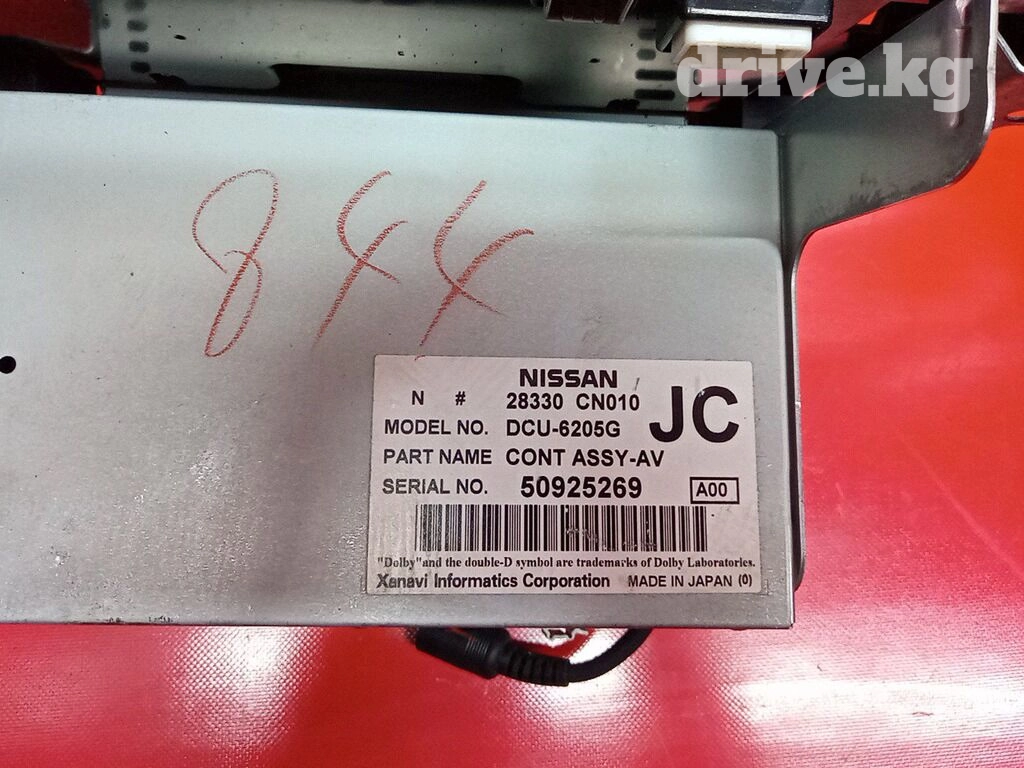 drive.kg
844
NISSAN
N # 28330 CN010
JC
MODEL NO. DCU-6205G
PART NAME CONT ASSY-AV
SERIAL NO. 50925269
A00
"Dolby"and the double-D symbol are trademarks of Dolby Laboratories.
Xanavi Informatics Corporation MADE IN JAPAN (0)